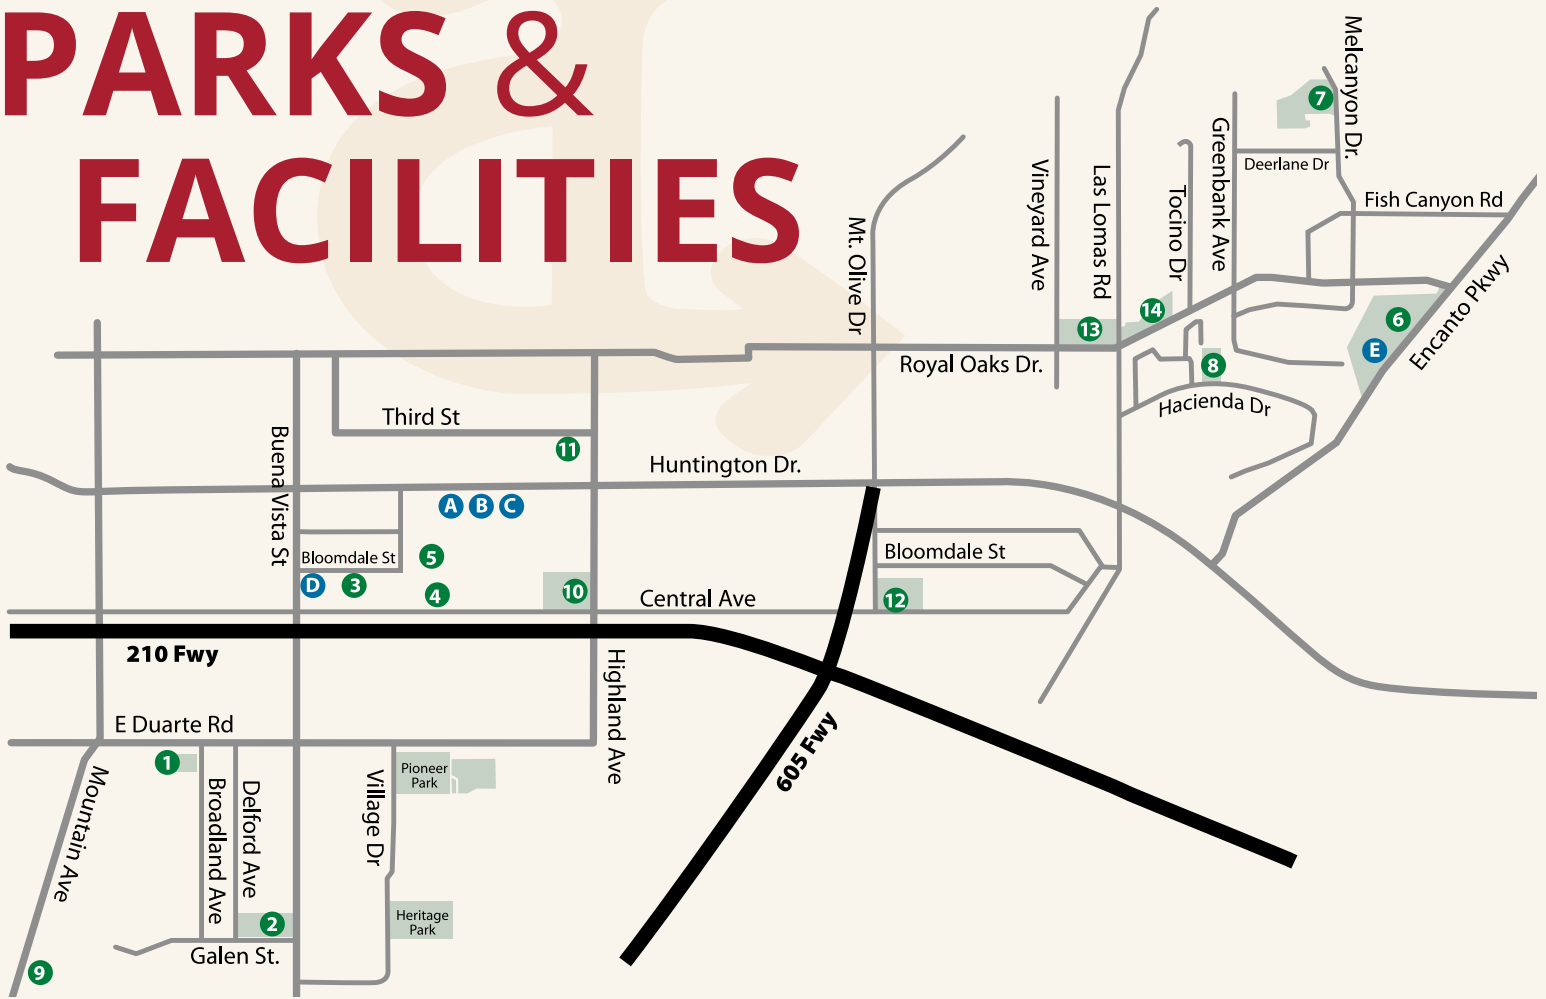 PARKS &
FACILITIES
Melcanyon Dr.
7
Greenbank Ave
Deerlane Dr
Vineyard Ave
Las Lomas Rd
Tocino Dr
Fish Canyon Rd
Mt. Olive Dr
Encanto Pkwy
14
13
6
E
Royal Oaks Dr.
8
Hacienda Dr
Third St
Buena Vista St
11
Huntington Dr.
A B C
Bloomdale St
5
Bloomdale St
D
3
4
10
Central Ave
12
210 Fwy
Highland Ave
E Duarte Rd
605 Fwy
1
Mountain Ave
Broadland Ave
Delford Ave
Village Dr
Pioneer
Park
2
Heritage
Park
Galen St.
9